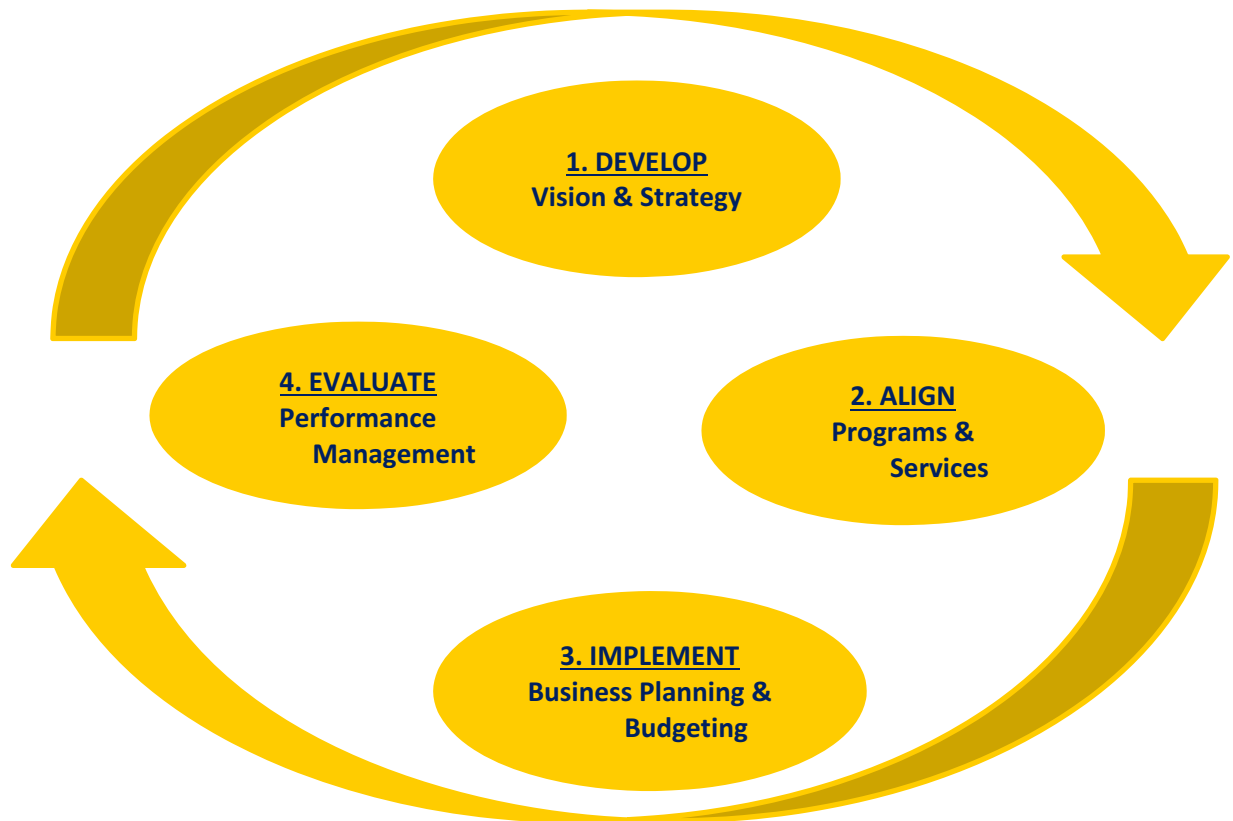 1. DEVELOP
Vision & Strategy
2. ALIGN
Programs &
Services
3. IMPLEMENT
Business Planning &
Budgeting
4. EVALUATE
Performance
Management